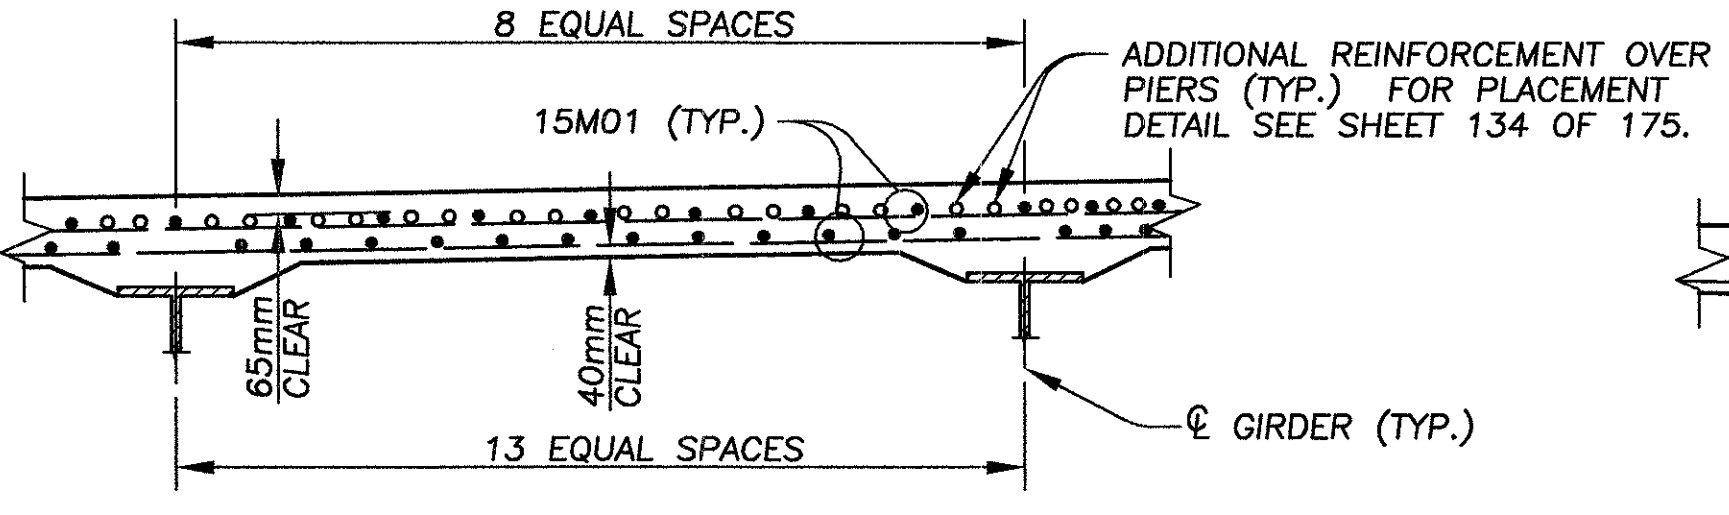 8 EQUAL SPACES
ADDITIONAL REINFORCEMENT OVER
PIERS (TYP.) FOR PLACEMENT
DETAIL SEE SHEET 134 OF 175.
15M01 (TYP.)
65mm
CLEAR
40mm
CLEAR
℄ GIRDER (TYP.)
13 EQUAL SPACES